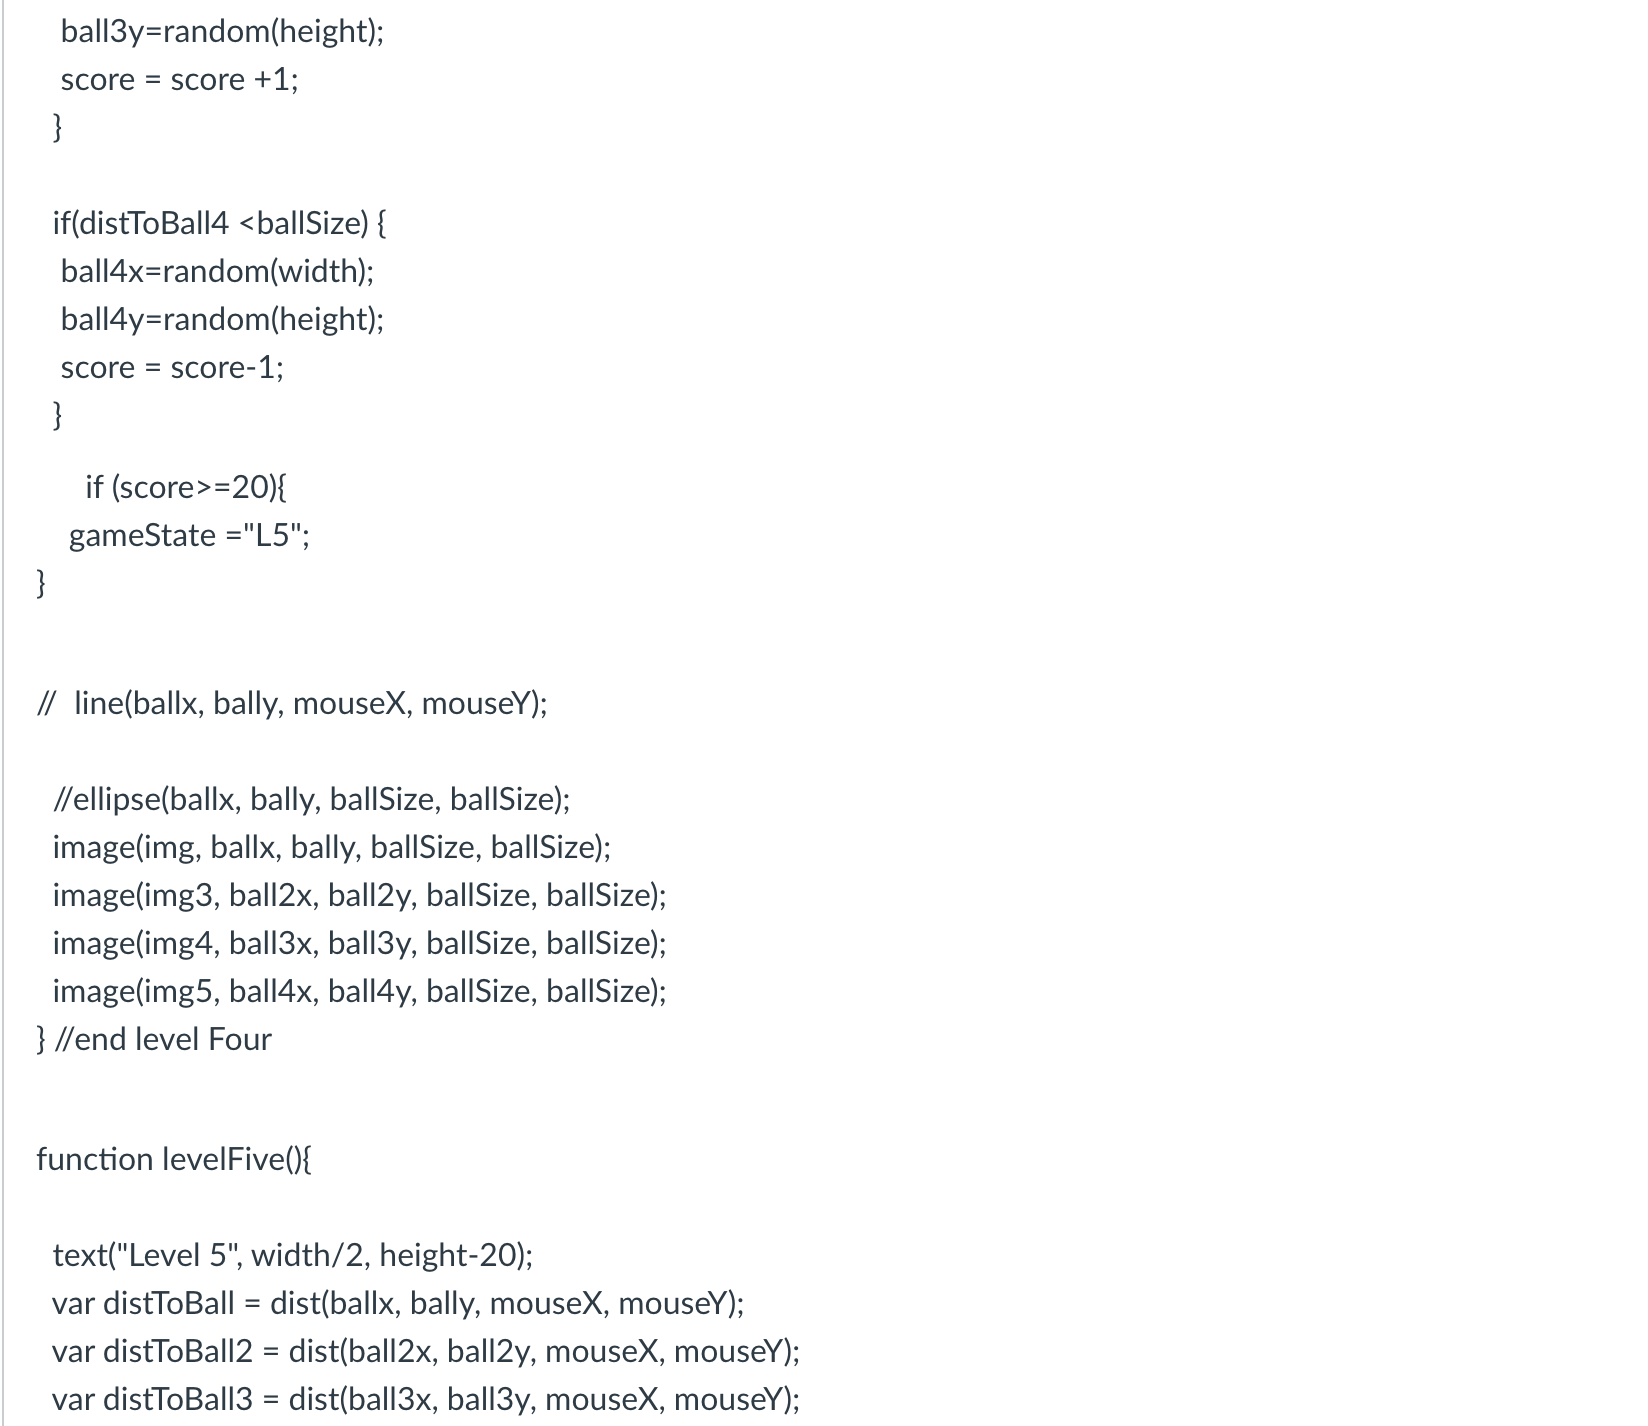 ball3y=random(height);
score = score +1;
}
if(distToBall4 <ballSize) {
ball4x=random(width);
ball4y=random(height);
score = score-1;
}
if (score>=20){
gameState ="L5";
}
//  line(ballx, bally, mouseX, mouseY);
//ellipse(ballx, bally, ballSize, ballSize);
image(img, ballx, bally, ballSize, ballSize);
image(img3, ball2x, ball2y, ballSize, ballSize);
image(img4, ball3x, ball3y, ballSize, ballSize);
image(img5, ball4x, ball4y, ballSize, ballSize);
} //end level Four
function levelFive(){
text("Level 5", width/2, height-20);
var distToBall = dist(ballx, bally, mouseX, mouseY);
var distToBall2 = dist(ball2x, ball2y, mouseX, mouseY);
var distToBall3 = dist(ball3x, ball3y, mouseX, mouseY);